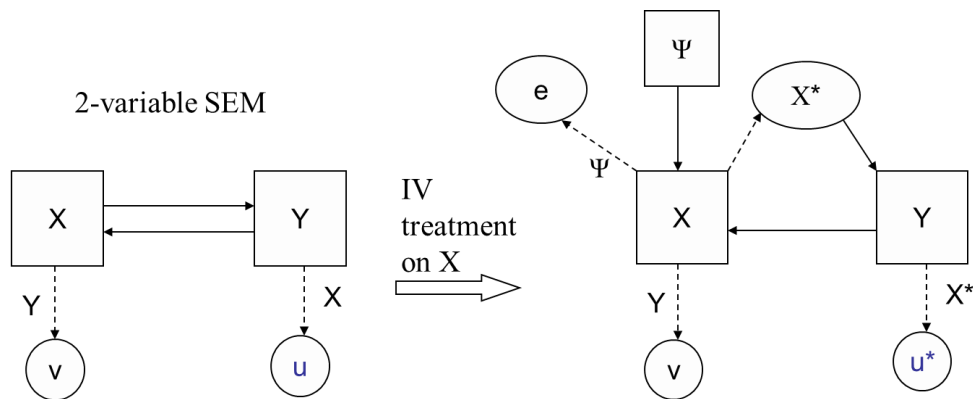 2-variable SEM
X
Y
Y
X
v
u
IV
treatment
on X
Ψ
e
X*
Ψ
X
Y
Y
X*
v
u*